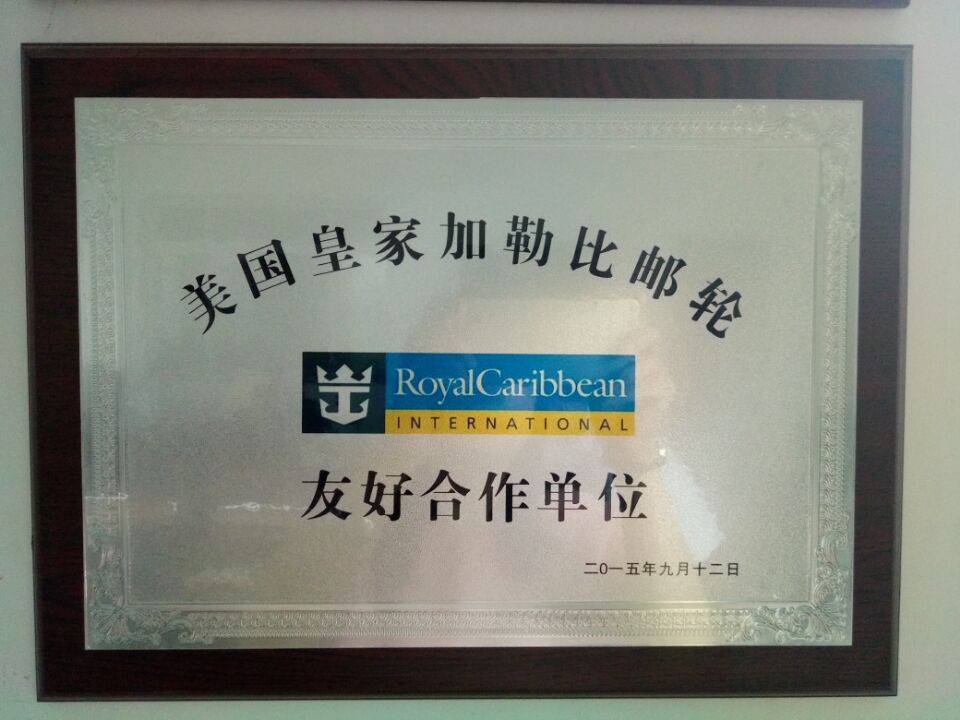 美国皇家加勒比邮轮
RoyalCaribbean
INTERNATIONAL
友好合作单位
二0一五年九月十二日